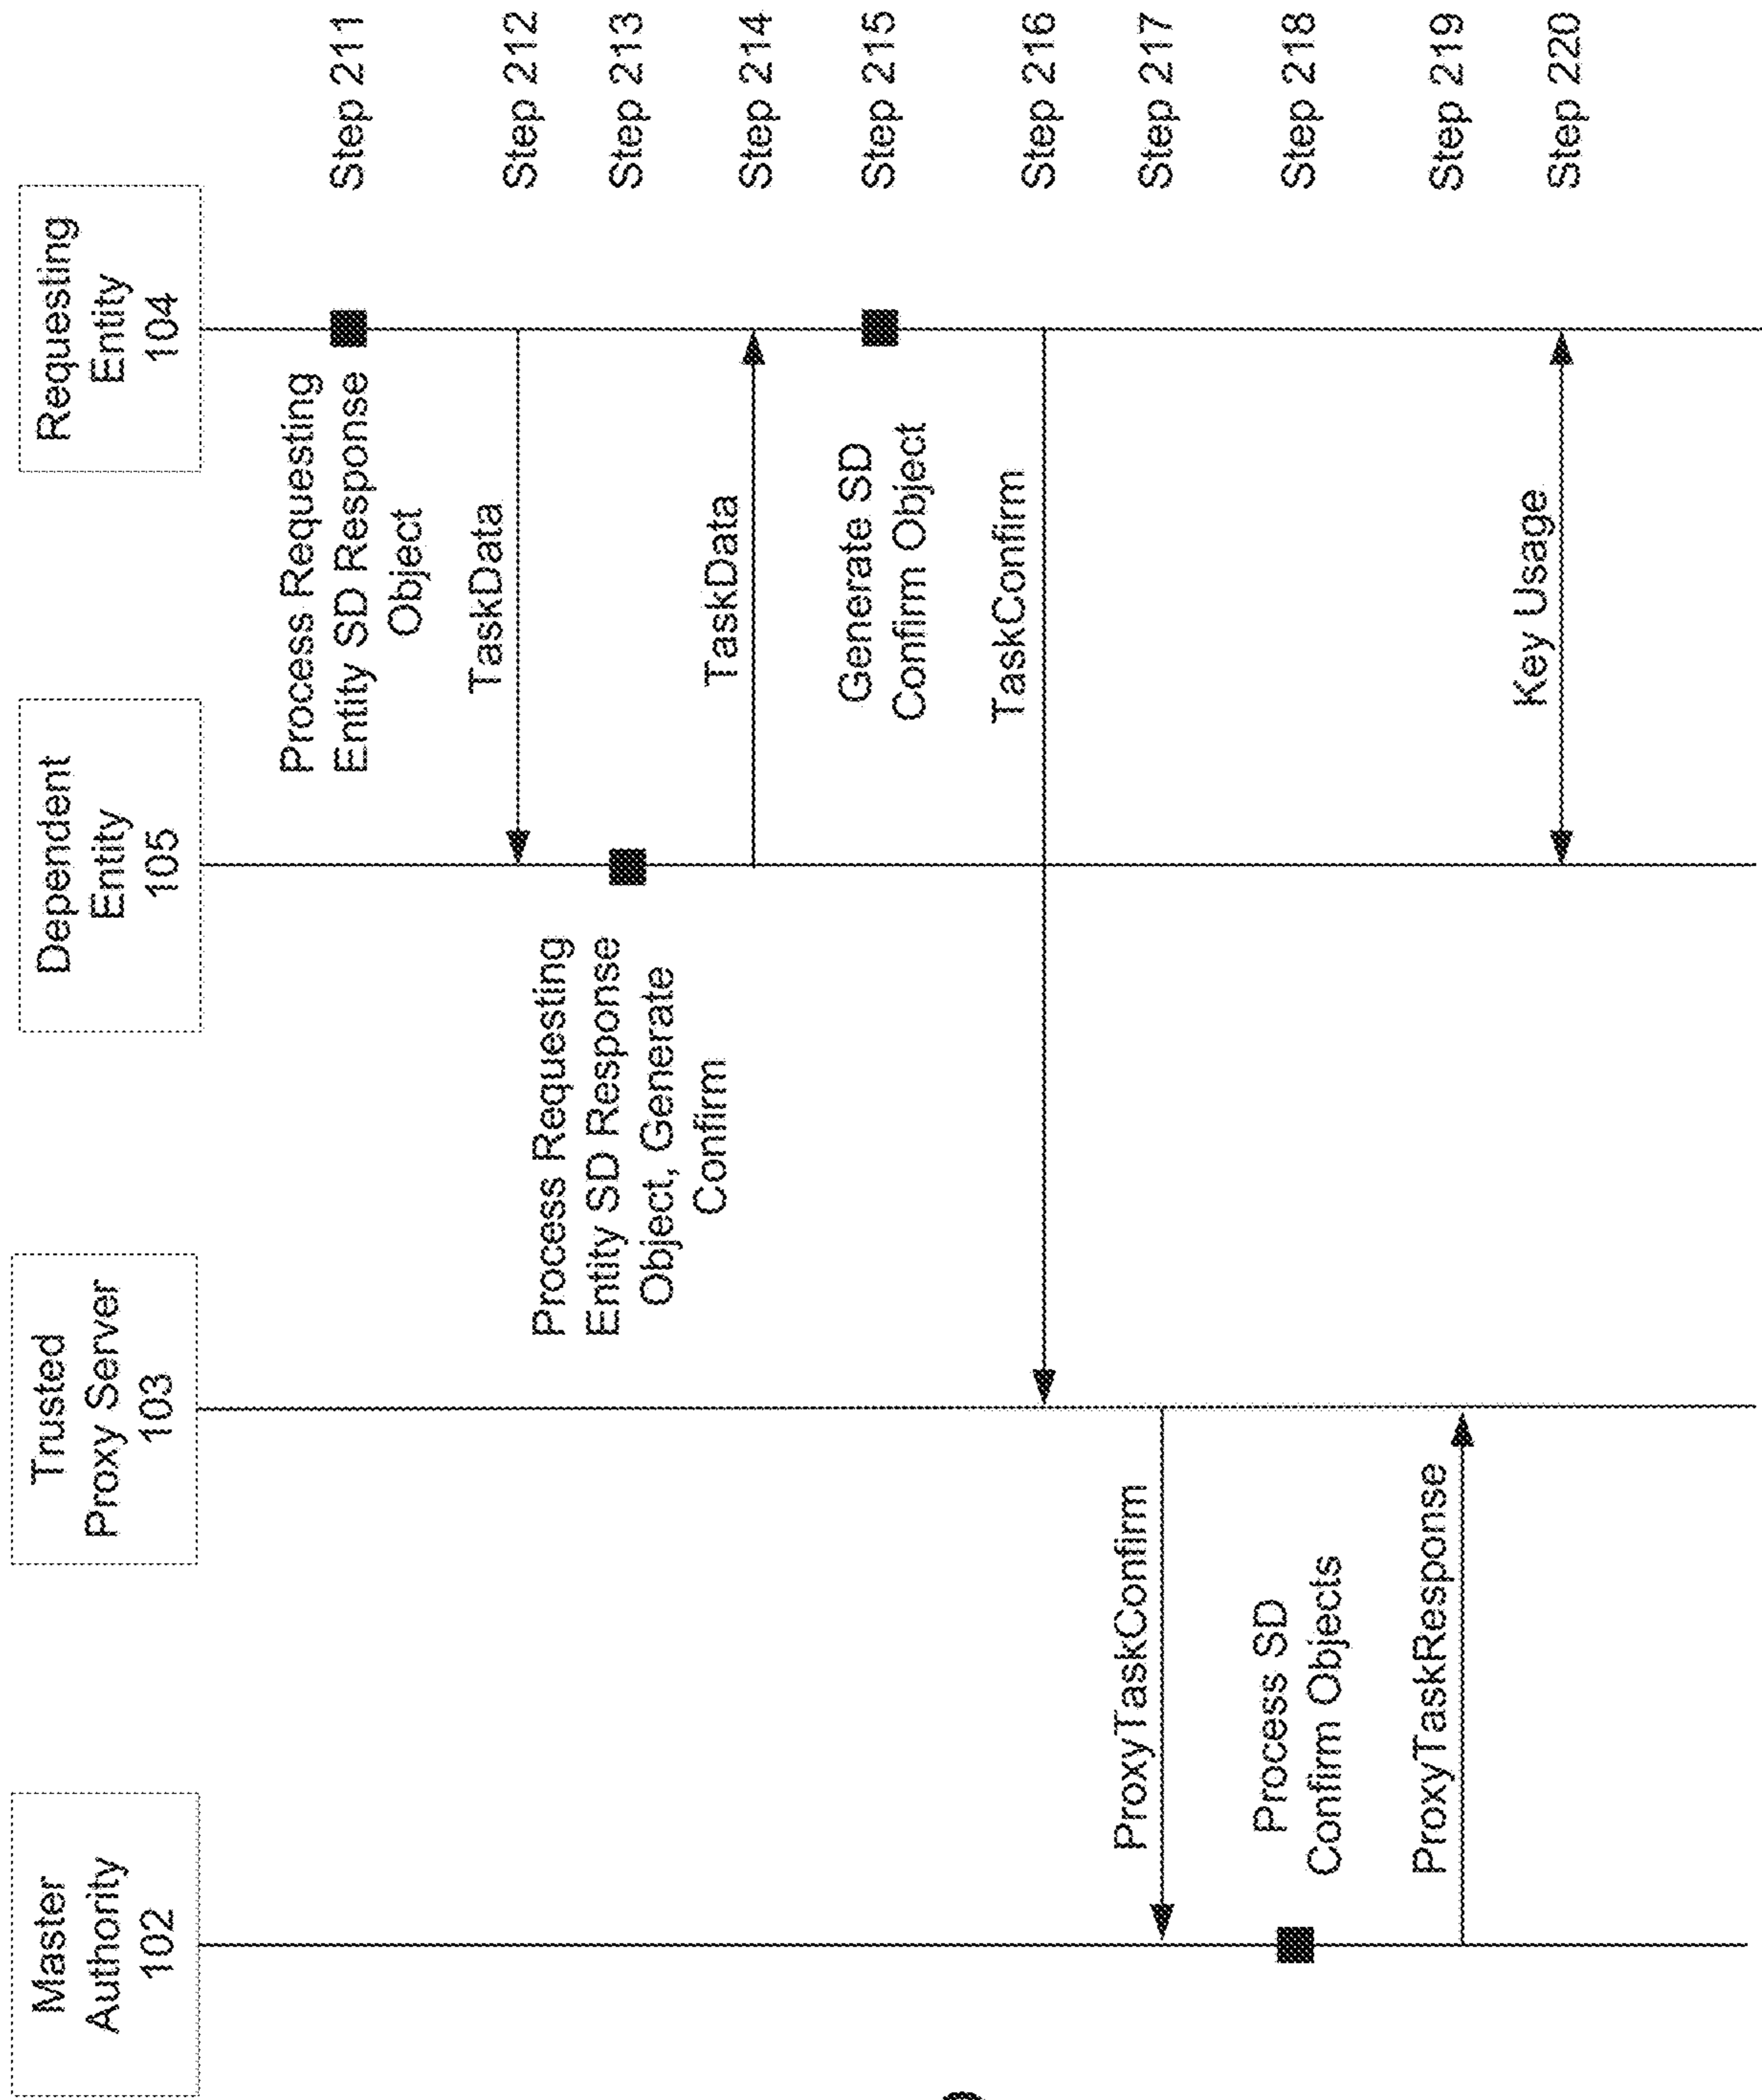 Master
Authority
102
Trusted
Proxy Server
103
Dependent
Entity
105
Requesting
Entity
104
Process Requesting
Entity SD Response
Object
Step 211
TaskData
Step 212
Process Requesting
Entity SD Response
Object, Generate
Confirm
Step 213
TaskData
Step 214
Generate SD
Confirm Object
Step 215
TaskConfirm
Step 216
ProxyTaskConfirm
Step 217
Process SD
Confirm Objects
Step 218
ProxyTaskResponse
Step 219
Key Usage
Step 220